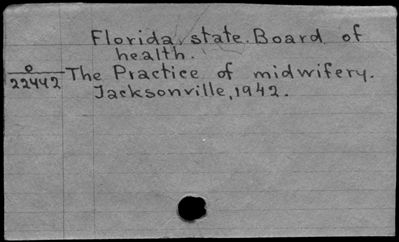 Florida, state. Board of
health.
O
22442
The Practice of midwifery.
Jacksonville, 1942.